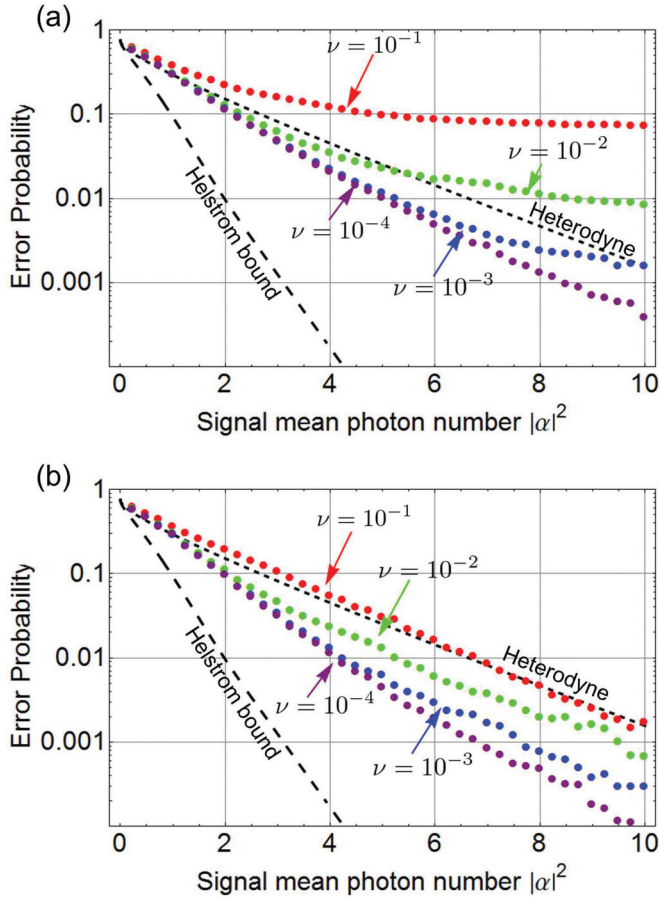 (a)
1
0.1
0.01
0.001
Error Probability
ν = 10⁻¹
ν = 10⁻²
ν = 10⁻⁴
ν = 10⁻³
Heterodyne
Helstrom bound
0 2 4 6 8 10
Signal mean photon number |α|²
(b)
1
0.1
0.01
0.001
Error Probability
ν = 10⁻¹
ν = 10⁻²
Heterodyne
ν = 10⁻⁴
ν = 10⁻³
Helstrom bound
0 2 4 6 8 10
Signal mean photon number |α|²